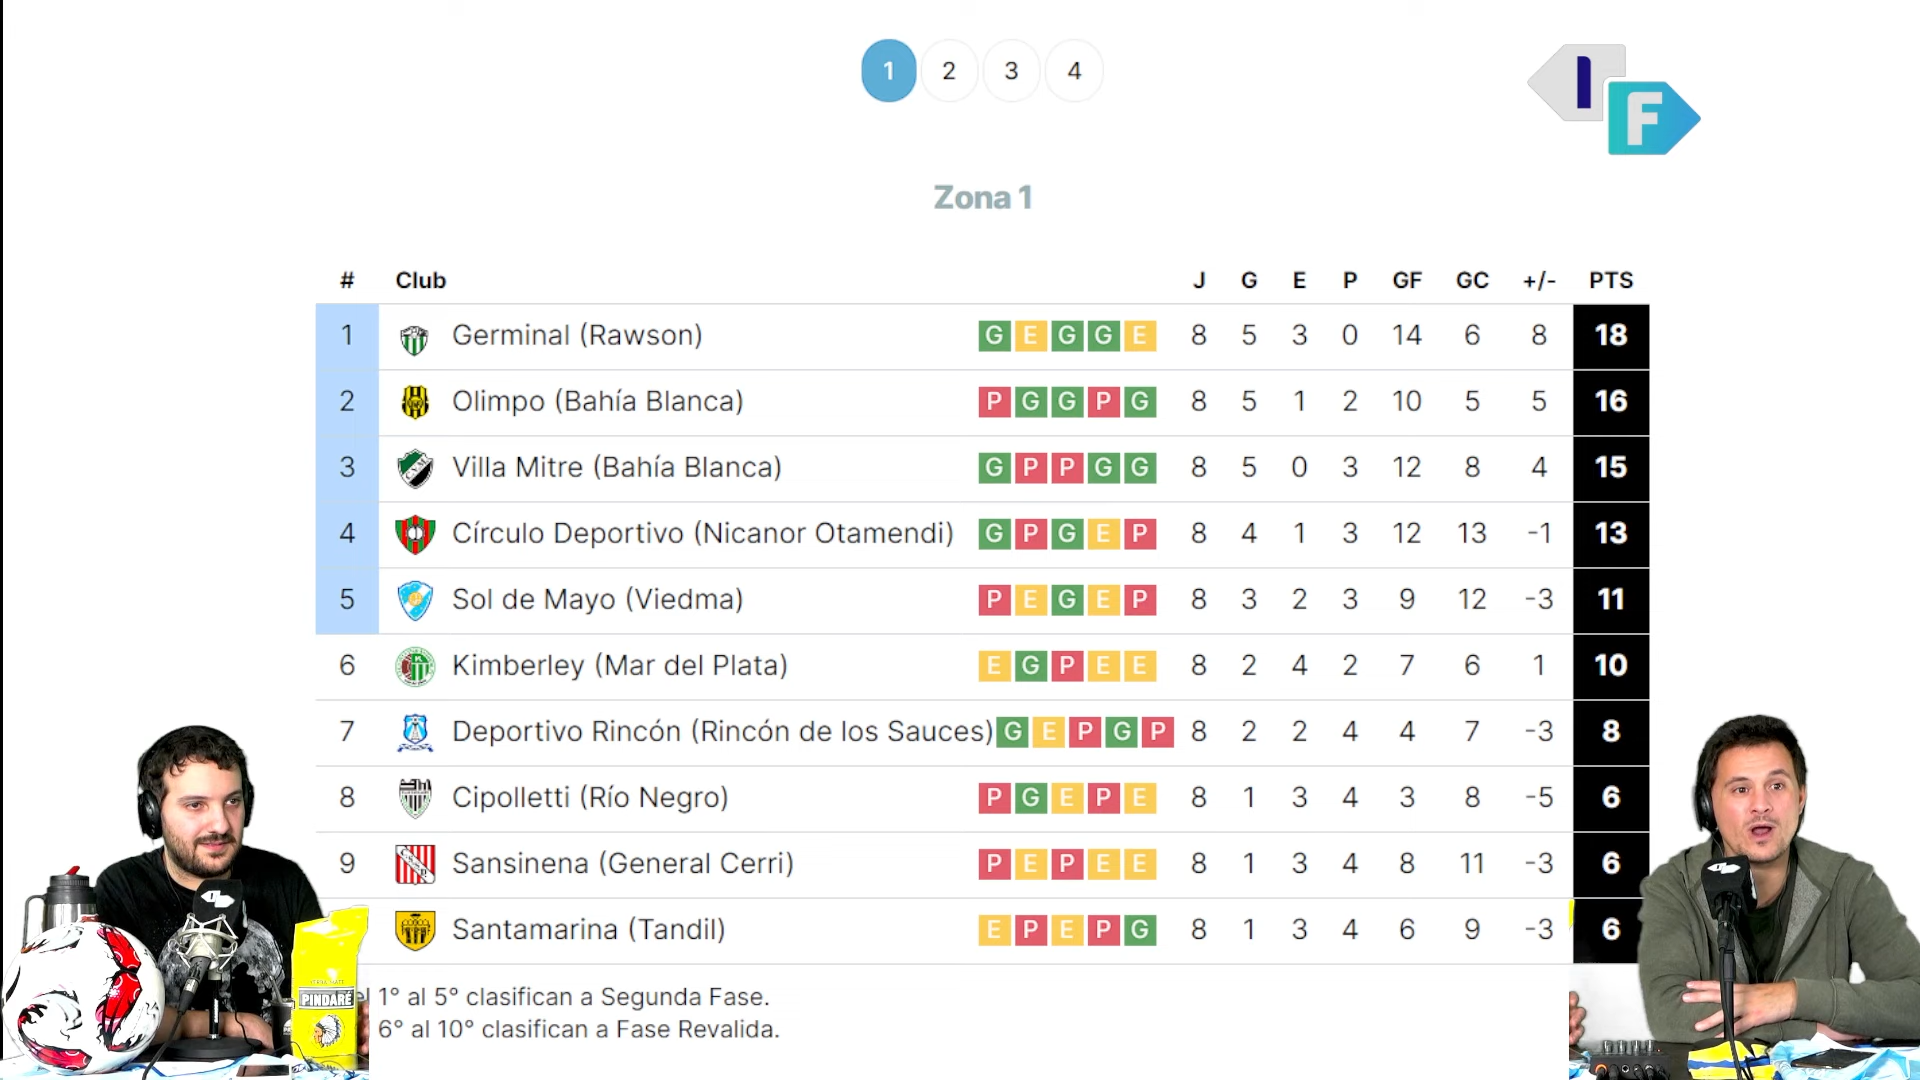 1 2 3 4
I
F
Zona 1
# Club J G E P GF GC +/- PTS
1 Germinal (Rawson) G E G G E 8 5 3 0 14 6 8 18
2 Olimpo (Bahía Blanca) P G G P G 8 5 1 2 10 5 5 16
3 Villa Mitre (Bahía Blanca) G P P G G 8 5 0 3 12 8 4 15
4 Círculo Deportivo (Nicanor Otamendi) G P G E P 8 4 1 3 12 13 -1 13
5 Sol de Mayo (Viedma) P E G E P 8 3 2 3 9 12 -3 11
6 Kimberley (Mar del Plata) E G P E E 8 2 4 2 7 6 1 10
7 Deportivo Rincón (Rincón de los Sauces) G E P G P 8 2 2 4 4 7 -3 8
8 Cipolletti (Río Negro) P G E P E 8 1 3 4 3 8 -5 6
9 Sansinena (General Cerri) P E P E E 8 1 3 4 8 11 -3 6
Santamarina (Tandil) E P E P G 8 1 3 4 6 9 -3 6
l 1° al 5° clasifican a Segunda Fase.
6° al 10° clasifican a Fase Revalida.
PINDARÉ